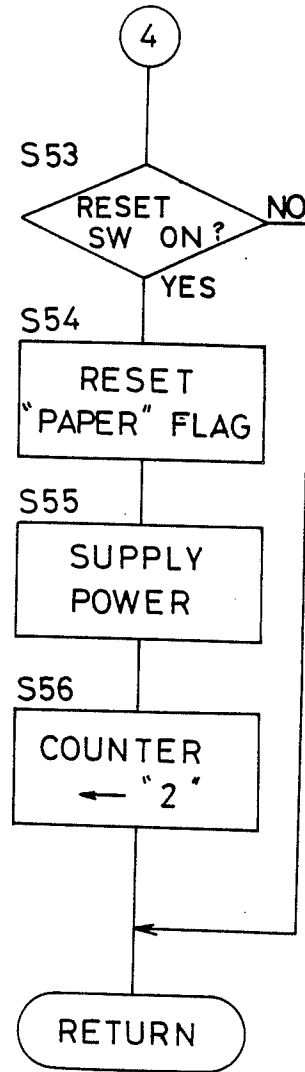 4
S53
RESET
SW ON?
NO
YES
S54
RESET
"PAPER" FLAG
S55
SUPPLY
POWER
S56
COUNTER
← "2"
RETURN